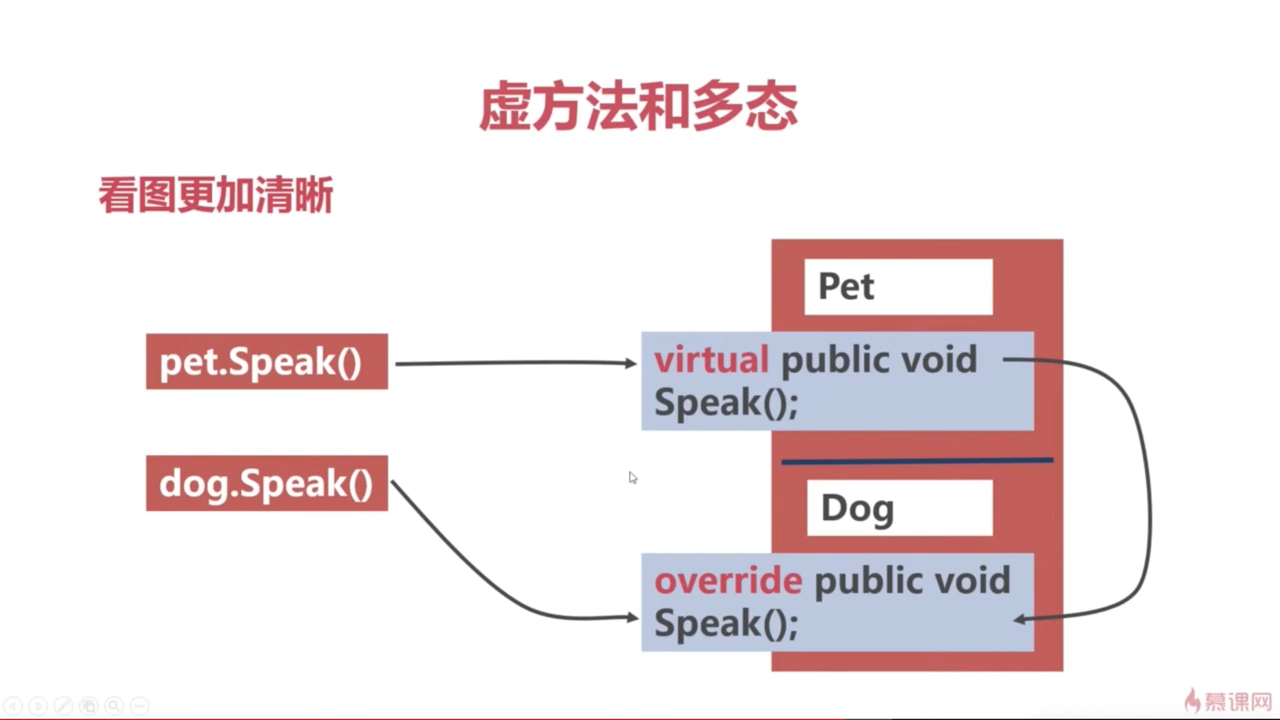 虚方法和多态
看图更加清晰
Pet
pet.Speak()
virtual public void
Speak();
dog.Speak()
Dog
override public void
Speak();
慕课网